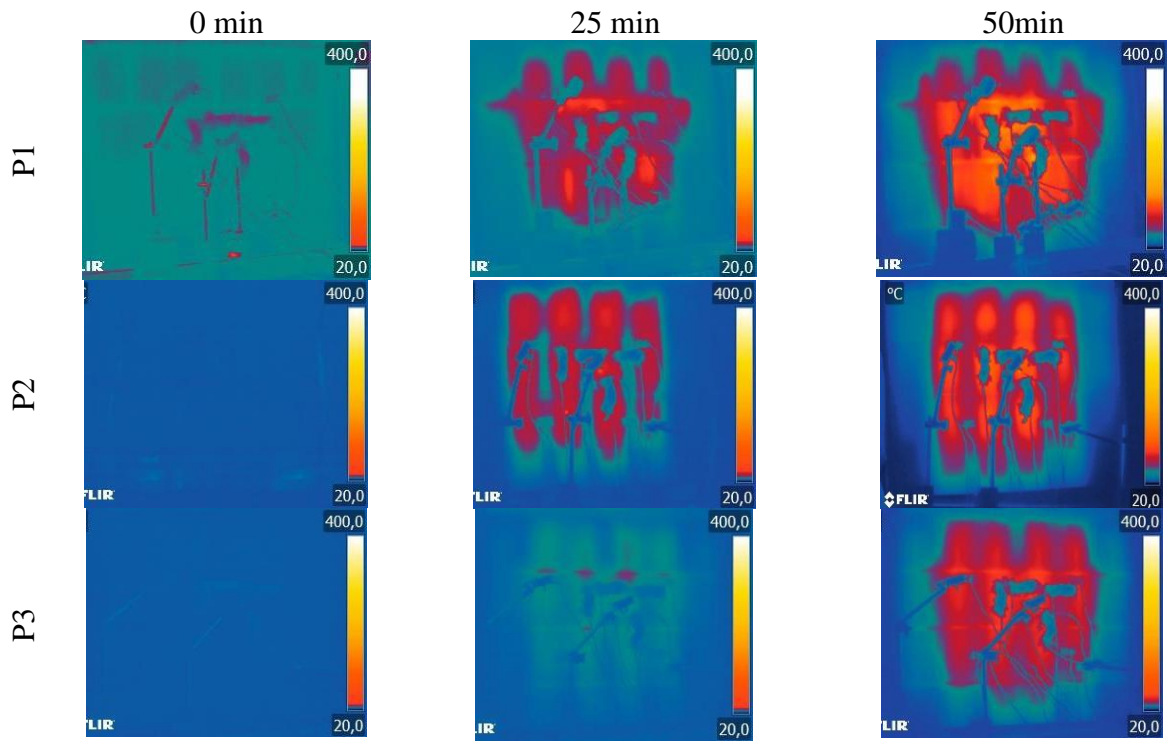 0 min 25 min 50min
P1
400,0 400,0 400,0
LIR IR LIR
20,0 20,0 20,0
P2
400,0 400,0 °C 400,0
FLIR FLIR FLIR
20,0 20,0 20,0
P3
400,0 400,0 400,0
LIR LIR LIR
20,0 20,0 20,0